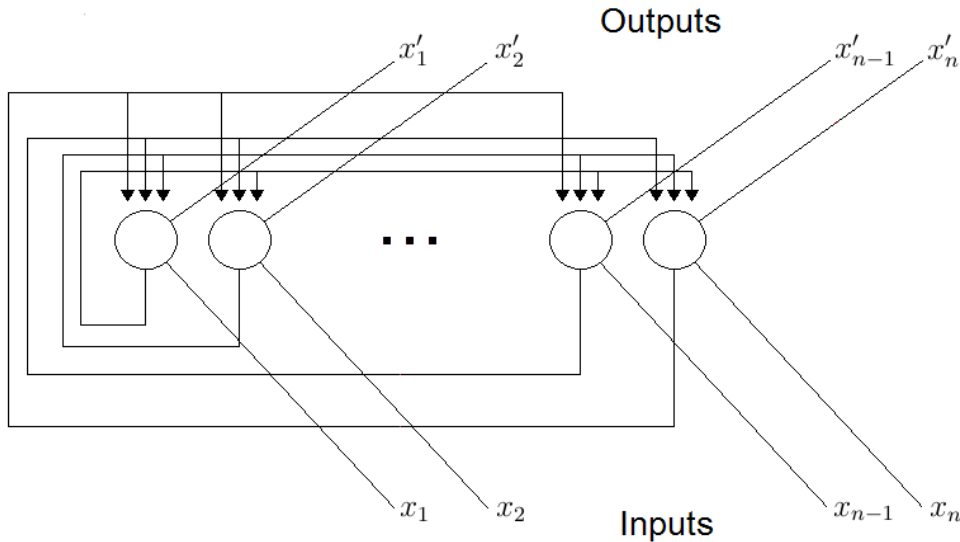 Outputs
x′₁ x′₂ x′ₙ₋₁ x′ₙ
...
x₁ x₂ xₙ₋₁ xₙ
Inputs